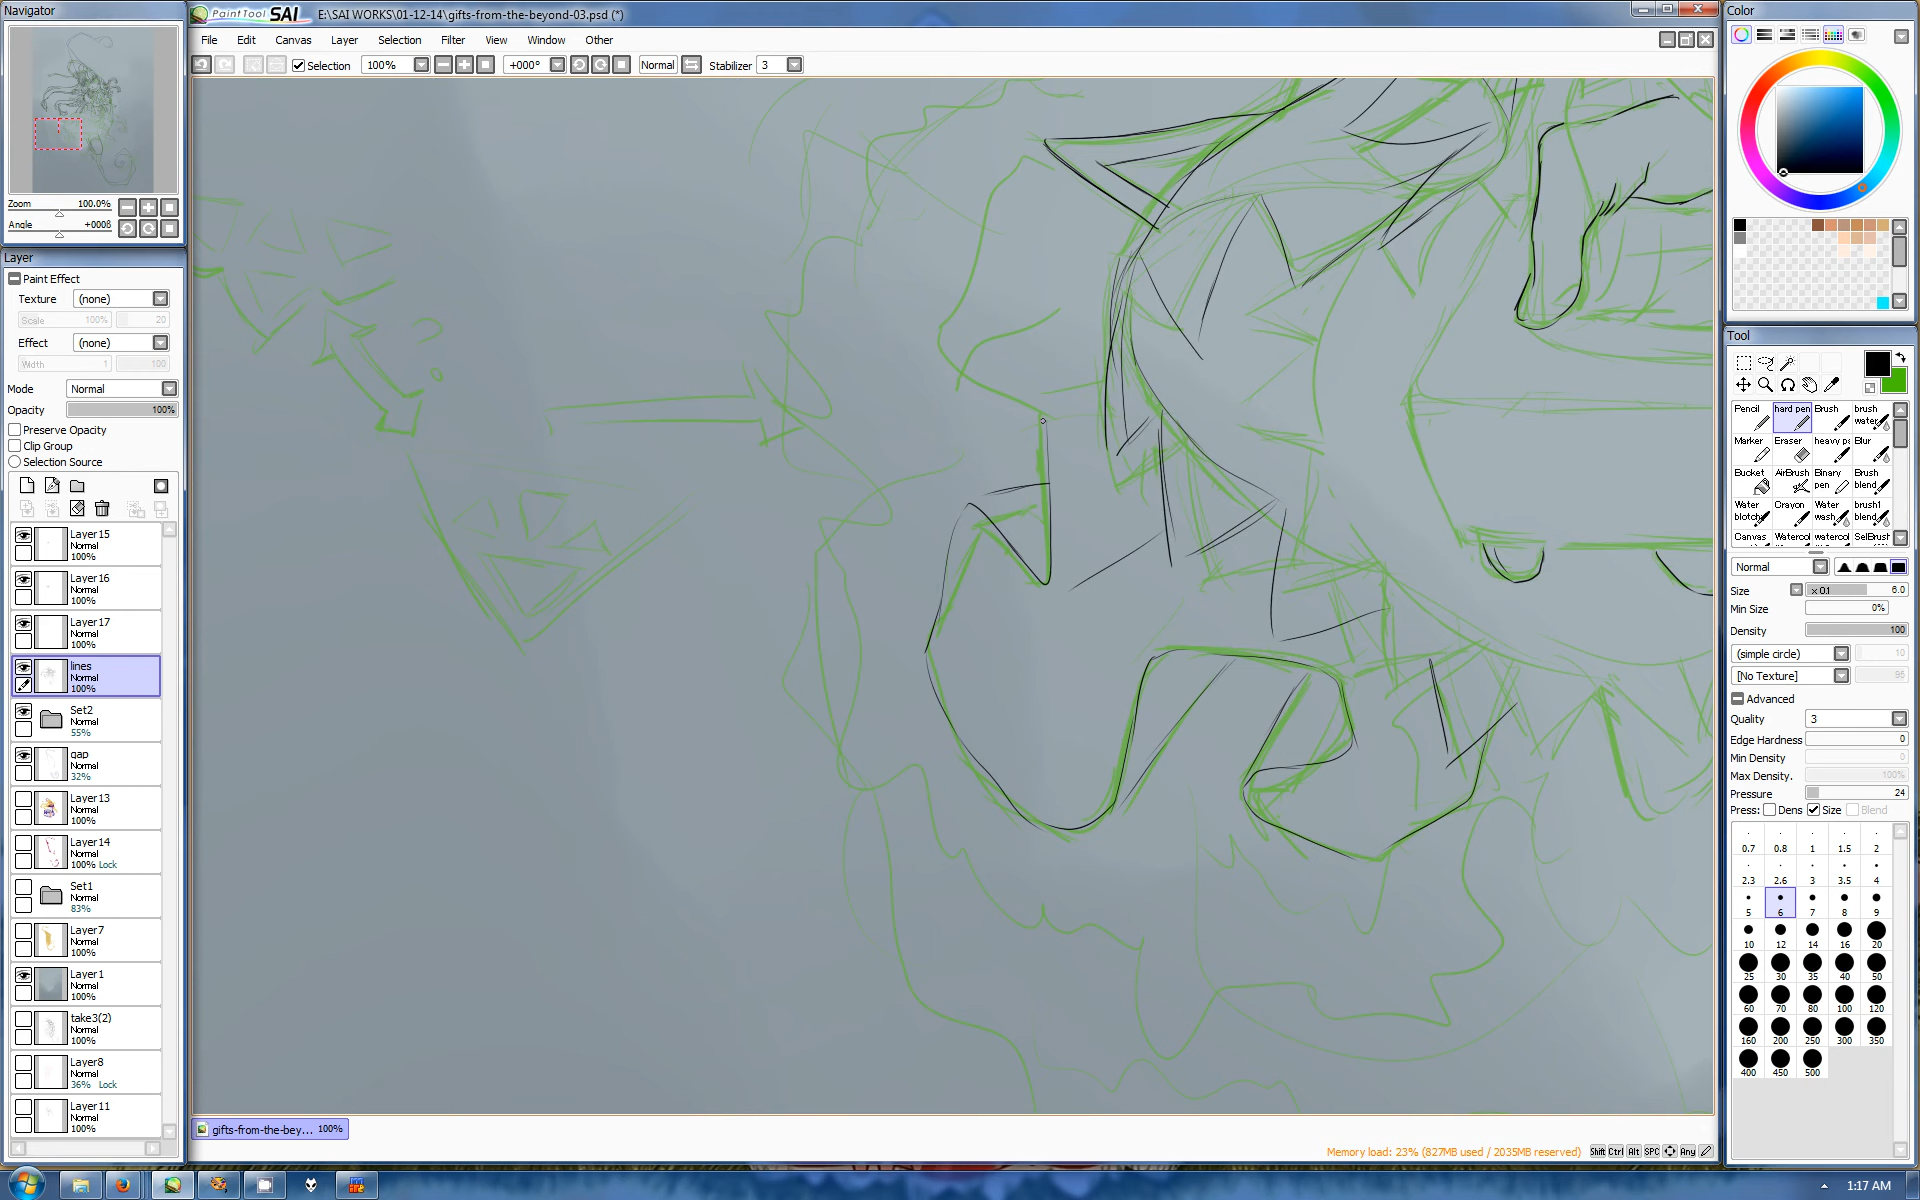 Navigator
PaintTool SAI E:\SAI WORKS\01-12-14\gifts-from-the-beyond-03.psd (*)
File Edit Canvas Layer Selection Filter View Window Other
Selection 100% +000° Normal Stabilizer 3
Zoom 100.0%
Angle +000ß
Layer
Paint Effect
Texture (none)
Scale 100% 20
Effect (none)
Width 1 100
Mode Normal
Opacity 100%
Preserve Opacity
Clip Group
Selection Source
Layer15
Normal
100%
Layer16
Normal
100%
Layer17
Normal
100%
lines
Normal
100%
Set2
Normal
55%
gap
Normal
32%
Layer13
Normal
100%
Layer14
Normal
100% Lock
Set1
Normal
83%
Layer7
Normal
100%
Layer1
Normal
100%
take3(2)
Normal
100%
Layer8
Normal
36% Lock
Layer11
Normal
100%
gifts-from-the-bey... 100%
Memory load: 23% (827MB used / 2035MB reserved) Shift Ctrl Alt SPC Any
Color
Tool
Pencil hard pen Brush brush water
Marker Eraser heavy p Blur
Bucket AirBrush Binary pen Brush blend
Water blotch Crayon Water wash brush1 blend
Canvas Watercol watercol SelBrush
Normal
Size x 0.1 6.0
Min Size 0%
Density 100
(simple circle) 10
[No Texture] 95
Advanced
Quality 3
Edge Hardness 0
Min Density 0
Max Density. 100%
Pressure 24
Press: Dens Size Blend
0.7 0.8 1 1.5 2
2.3 2.6 3 3.5 4
5 6 7 8 9
10 12 14 16 20
25 30 35 40 50
60 70 80 100 120
160 200 250 300 350
400 450 500
1:17 AM